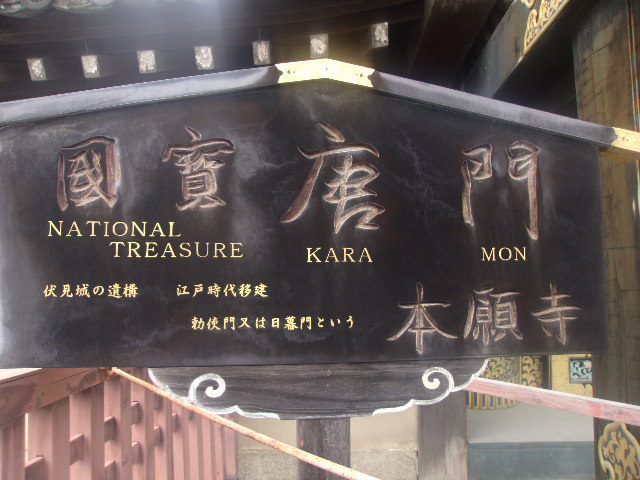 國寶 唐門
NATIONAL
TREASURE KARA MON
伏見城の遺構 江戸時代移建
勅使門又は日暮門という
本願寺